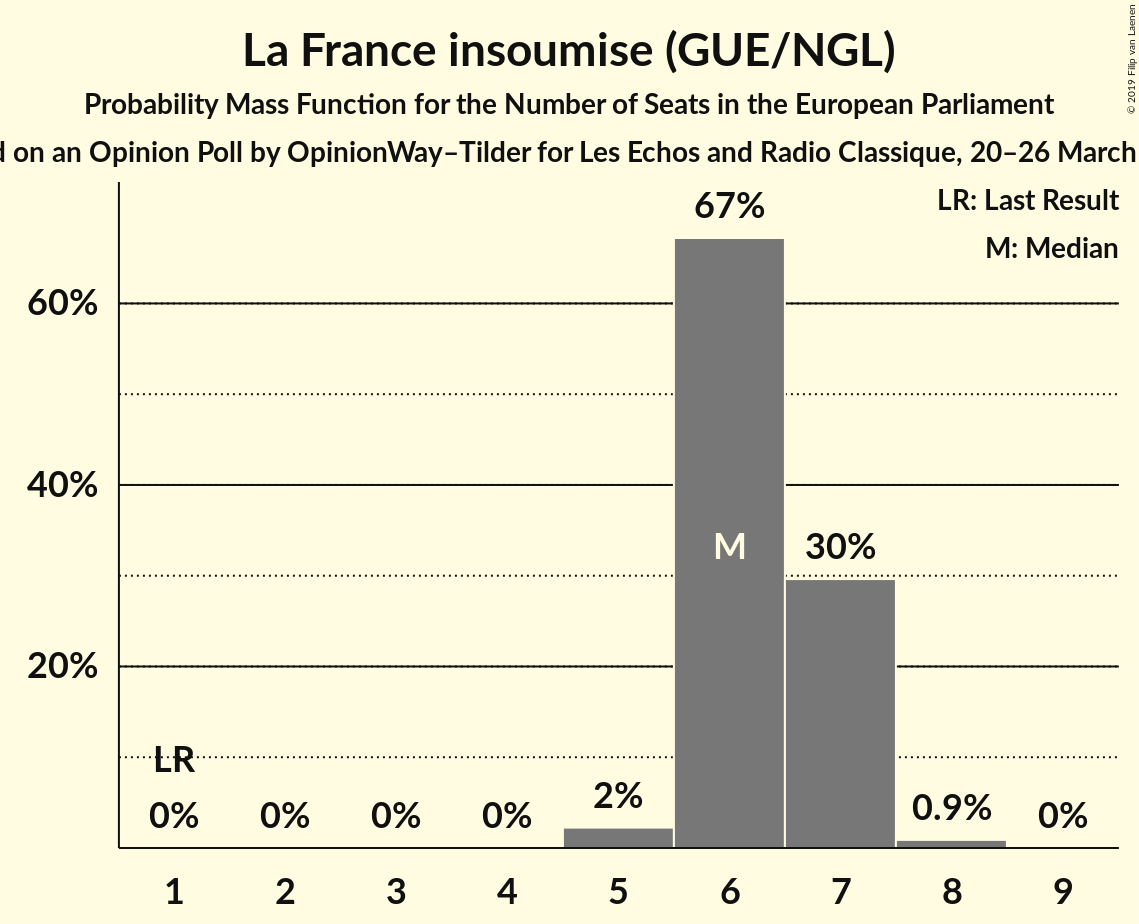 La France insoumise (GUE/NGL)
Probability Mass Function for the Number of Seats in the European Parliament
on an Opinion Poll by OpinionWay–Tilder for Les Echos and Radio Classique, 20–26 March
© 2019 Filip van Laenen
LR: Last Result
M: Median
67%
60%
40%
M
30%
20%
LR
0%
0%
0%
0%
2%
0.9%
0%
1
2
3
4
5
6
7
8
9